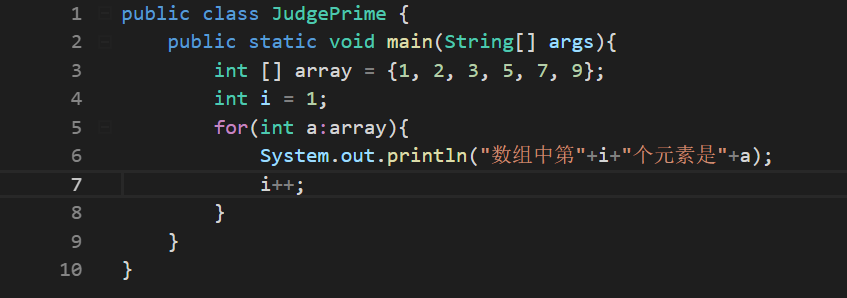 1 public class JudgePrime {
2 public static void main(String[] args){
3 int [] array = {1, 2, 3, 5, 7, 9};
4 int i = 1;
5 for(int a:array){
6 System.out.println("数组中第"+i+"个元素是"+a);
7 i++;
8 }
9 }
10 }